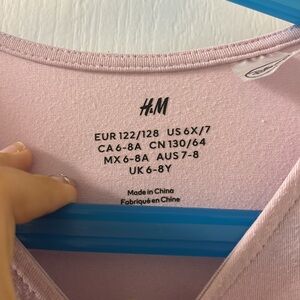 H&M
EUR 122/128 US 6X/7
CA 6-8A CN 130/64
MX 6-8A AUS 7-8
UK 6-8Y
Made in China
Fabriqué en Chine